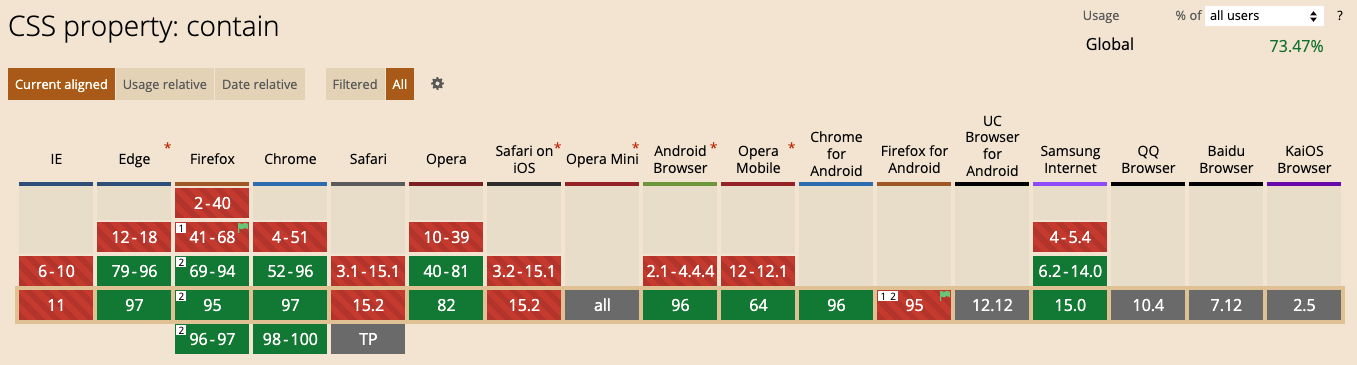 CSS property: contain
Usage % of all users ?
Global 73.47%
Current aligned Usage relative Date relative Filtered All
IE Edge * Firefox Chrome Safari Opera Safari on iOS * Opera Mini * Android Browser * Opera Mobile * Chrome for Android Firefox for Android UC Browser for Android Samsung Internet QQ Browser Baidu Browser KaiOS Browser
2-40
12-18 1 41-68 4-51 10-39 4-5.4
6-10 79-96 2 69-94 52-96 3.1-15.1 40-81 3.2-15.1 2.1-4.4.4 12-12.1 6.2-14.0
11 97 2 95 97 15.2 82 15.2 all 96 64 96 1 2 95 12.12 15.0 10.4 7.12 2.5
2 96-97 98-100 TP